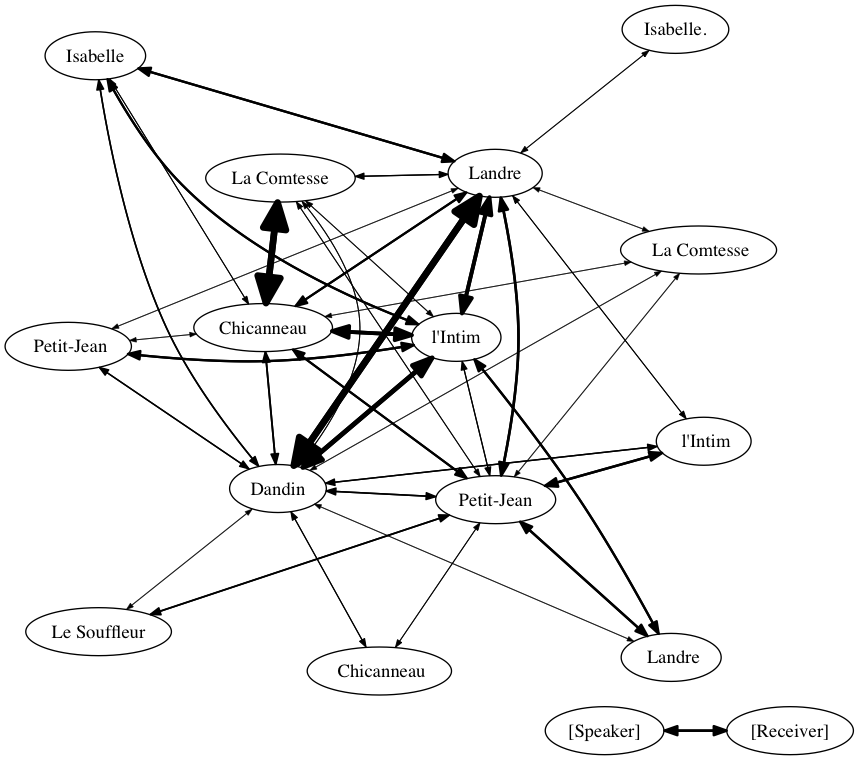 Isabelle.
Isabelle
Landre
La Comtesse
La Comtesse
Chicanneau
l'Intim
Petit-Jean
l'Intim
Dandin
Petit-Jean
Le Souffleur
Landre
Chicanneau
[Speaker]
[Receiver]